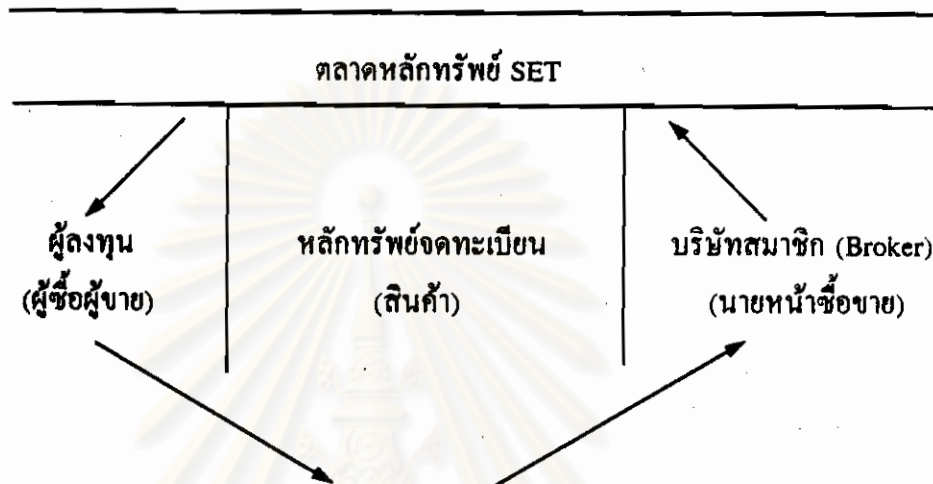 ตลาดหลักทรัพย์ SET
ผู้ลงทุน
(ผู้ซื้อผู้ขาย)
หลักทรัพย์จดทะเบียน
(สินค้า)
บริษัทสมาชิก (Broker)
(นายหน้าซื้อขาย)